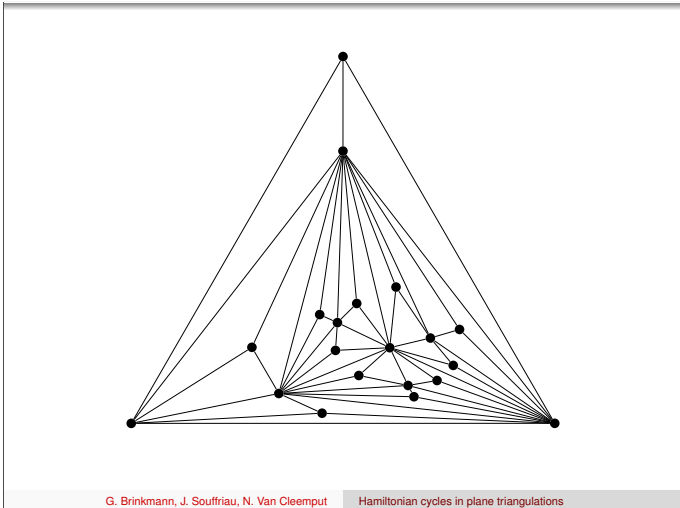 G. Brinkmann, J. Souffriau, N. Van Cleemput Hamiltonian cycles in plane triangulations